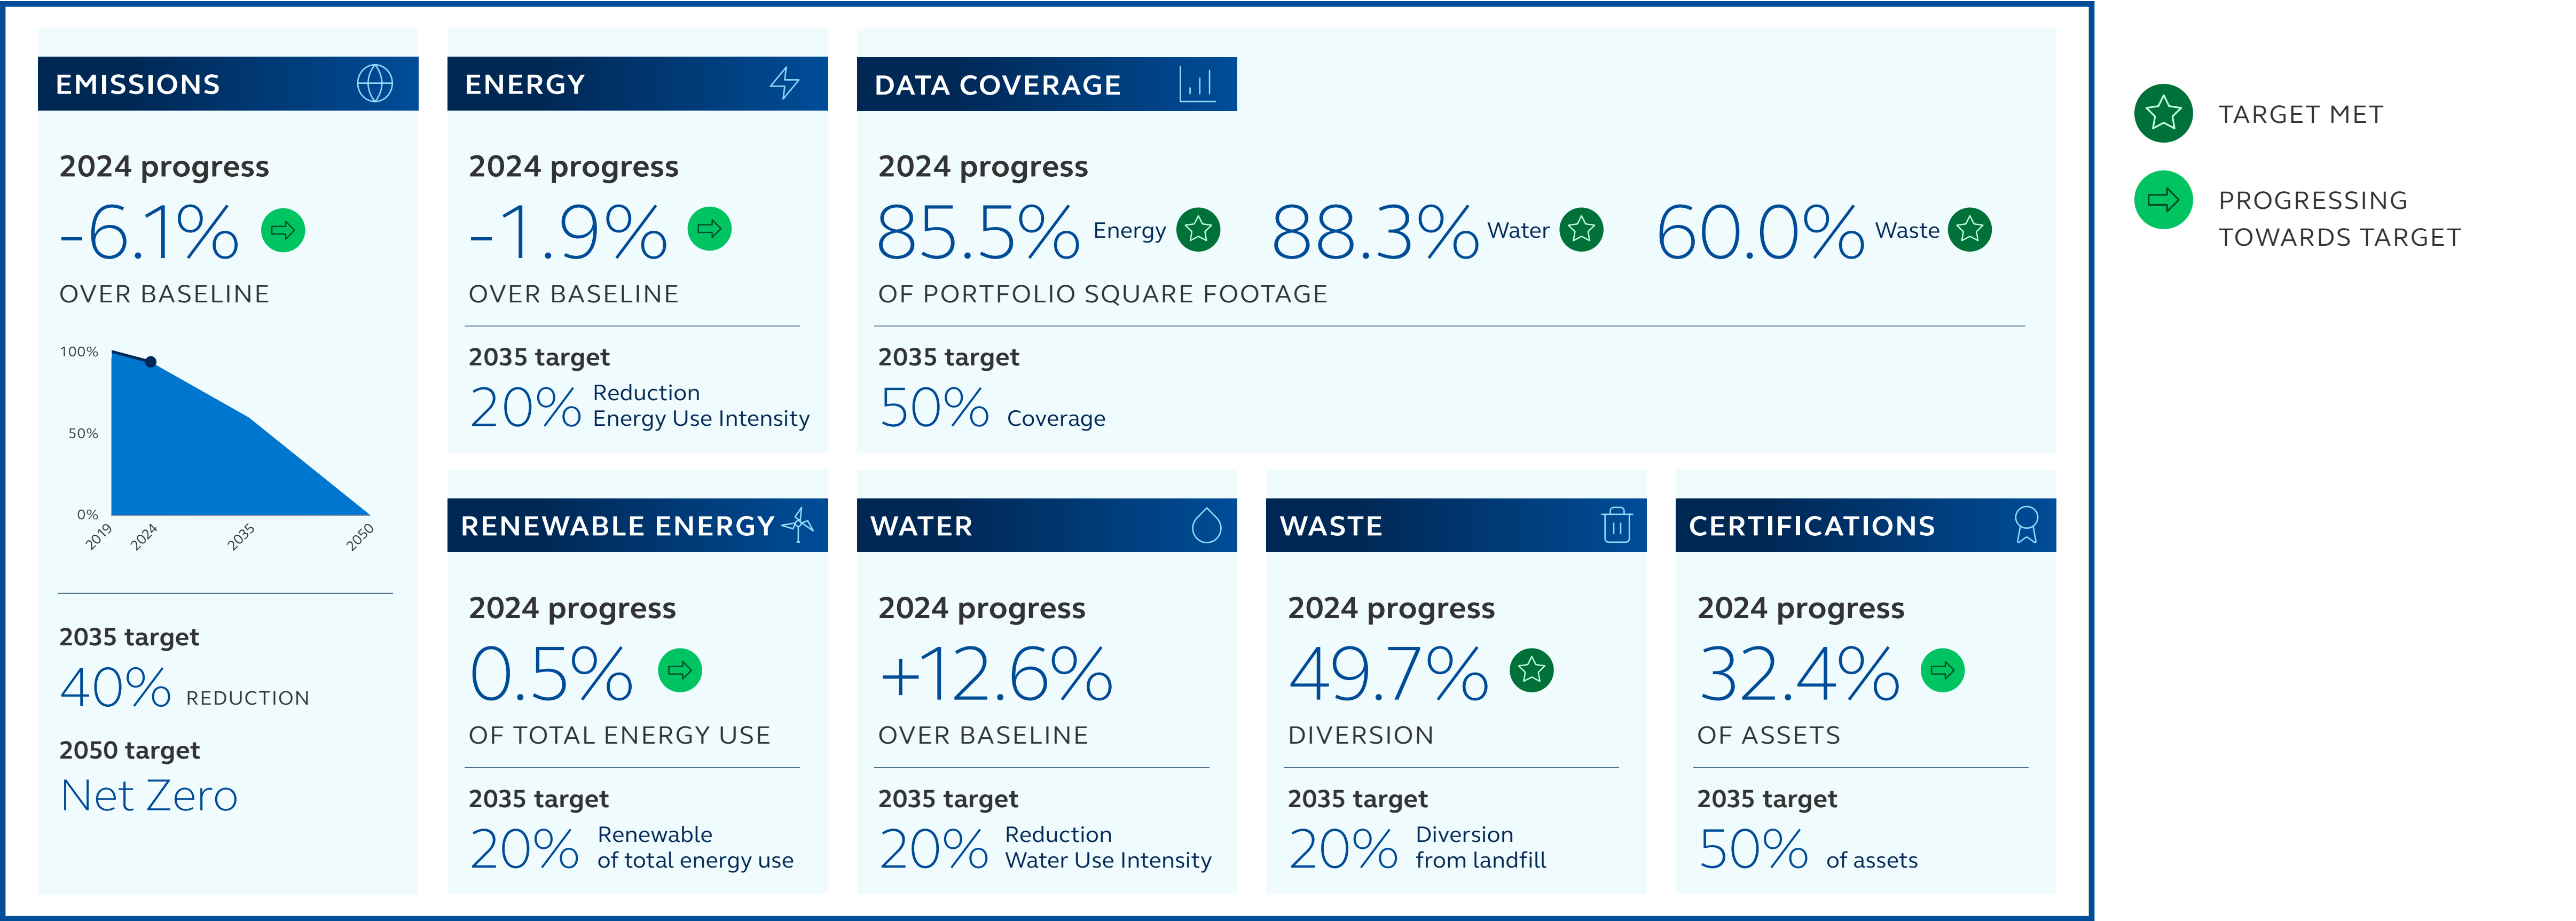 EMISSIONS
2024 progress
-6.1%
OVER BASELINE
100%
50%
0%
2019
2024
2035
2050
2035 target
40% REDUCTION
2050 target
Net Zero
ENERGY
2024 progress
-1.9%
OVER BASELINE
2035 target
20% Reduction
Energy Use Intensity
DATA COVERAGE
2024 progress
85.5% Energy 88.3% Water 60.0% Waste
OF PORTFOLIO SQUARE FOOTAGE
2035 target
50% Coverage
RENEWABLE ENERGY
2024 progress
0.5%
OF TOTAL ENERGY USE
2035 target
20% Renewable
of total energy use
WATER
2024 progress
+12.6%
OVER BASELINE
2035 target
20% Reduction
Water Use Intensity
WASTE
2024 progress
49.7%
DIVERSION
2035 target
20% Diversion
from landfill
CERTIFICATIONS
2024 progress
32.4%
OF ASSETS
2035 target
50% of assets
TARGET MET
PROGRESSING
TOWARDS TARGET